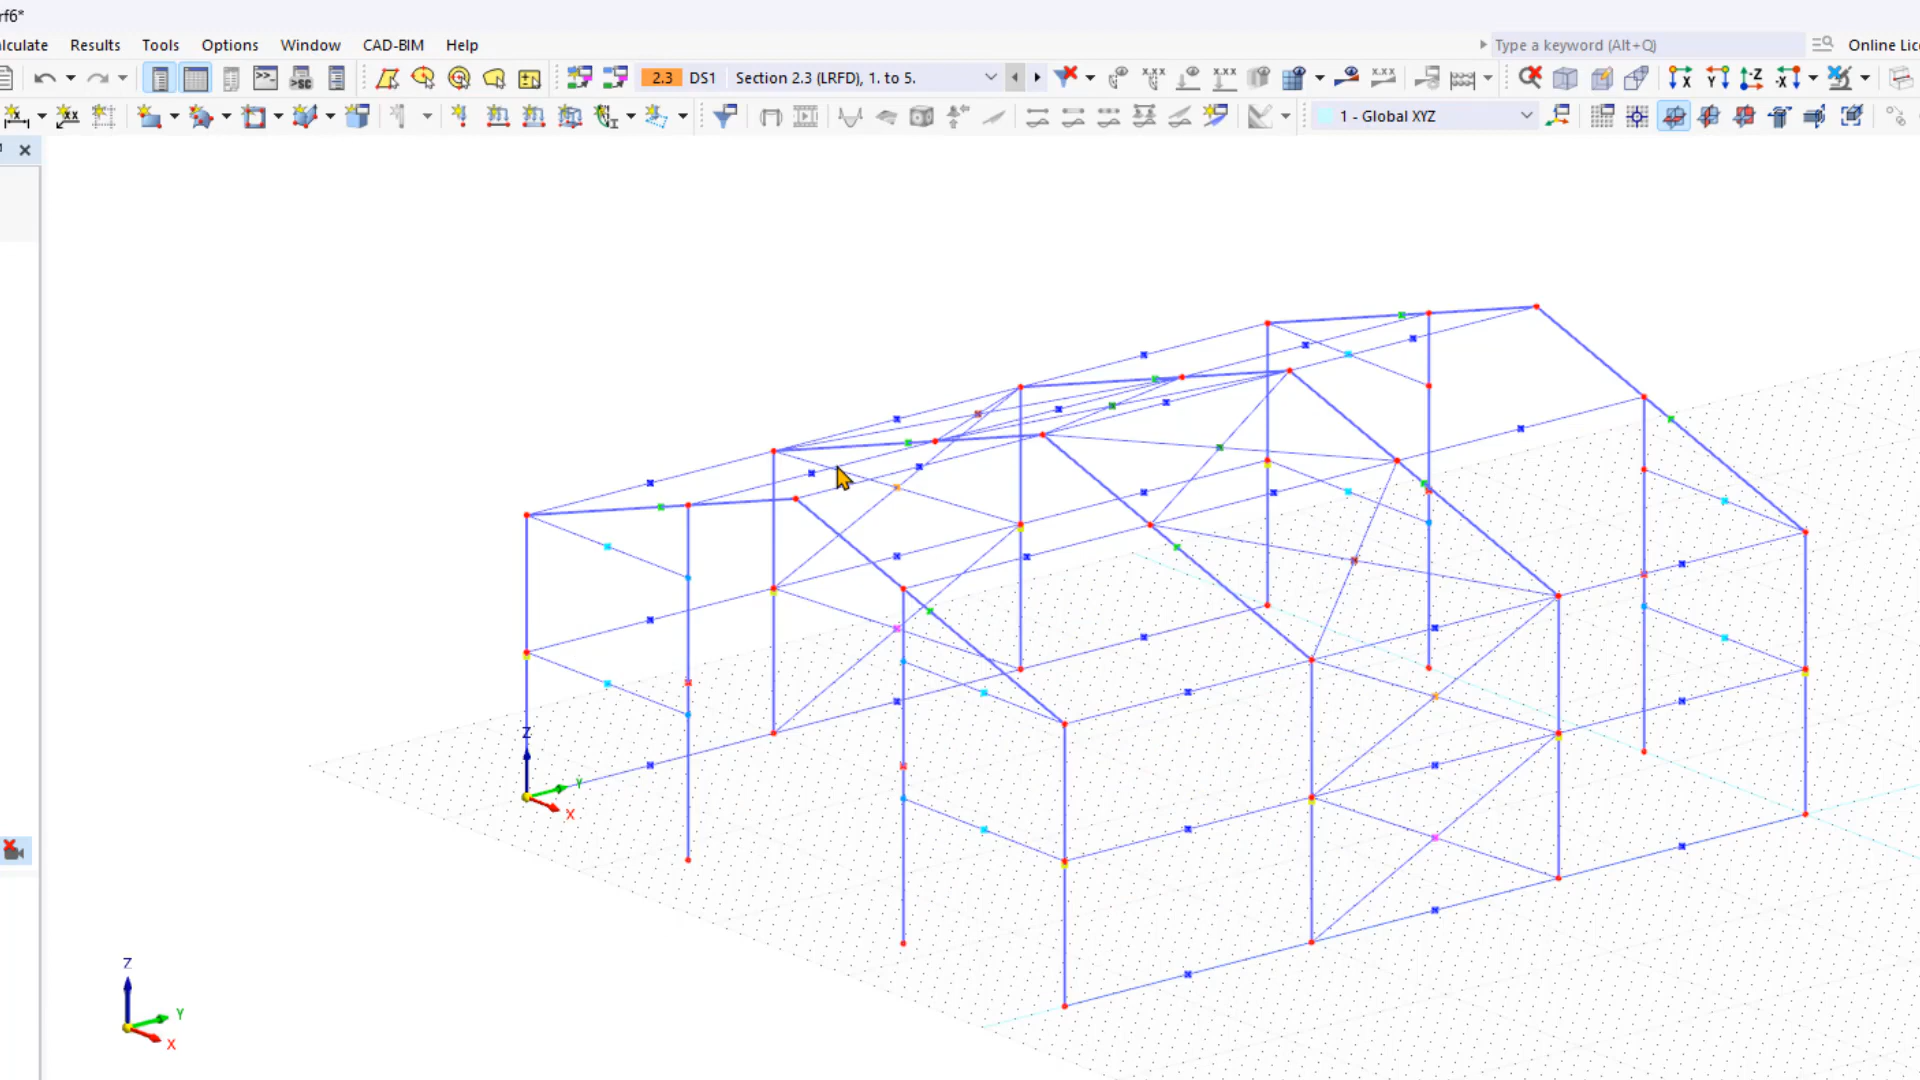 rf6*
lculate Results Tools Options Window CAD-BIM Help Type a keyword (Alt+Q) Online Lic
2.3 DS1 Section 2.3 (LRFD), 1. to 5.
1 - Global XYZ
Z
Y
X
Z
Y
X